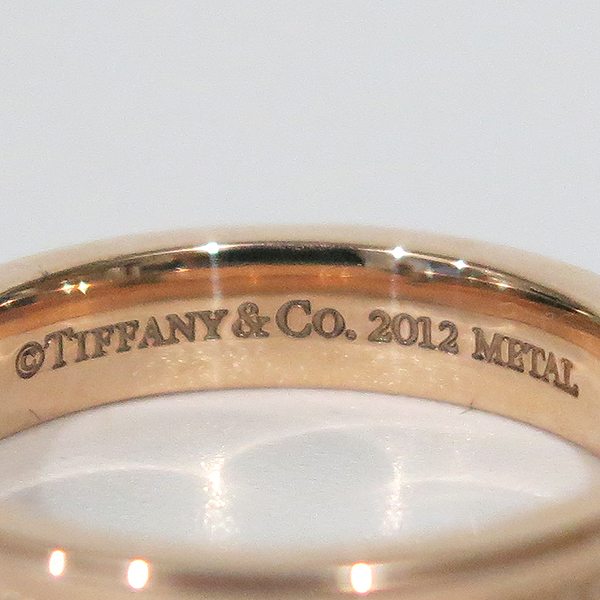 ©TIFFANY & CO. 2012 METAL